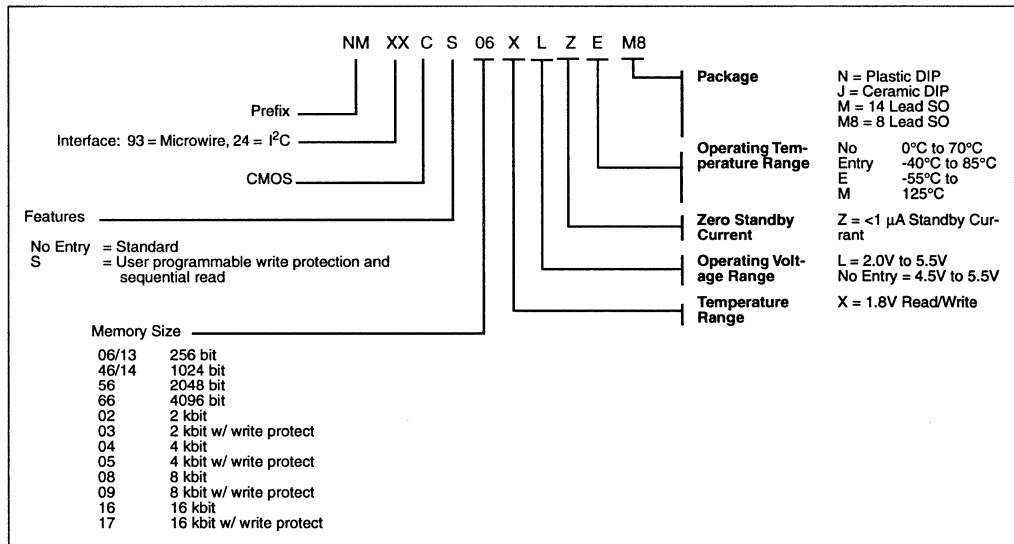 NM XX C S 06 X L Z E M8
Prefix
Interface: 93 = Microwire, 24 = I²C
CMOS
Features
No Entry = Standard
S = User programmable write protection and
sequential read
Memory Size
06/13 256 bit
46/14 1024 bit
56 2048 bit
66 4096 bit
02 2 kbit
03 2 kbit w/ write protect
04 4 kbit
05 4 kbit w/ write protect
08 8 kbit
09 8 kbit w/ write protect
16 16 kbit
17 16 kbit w/ write protect
Package N = Plastic DIP
J = Ceramic DIP
M = 14 Lead SO
M8 = 8 Lead SO
Operating Tem- No 0°C to 70°C
perature Range Entry -40°C to 85°C
E -55°C to
M 125°C
Zero Standby Z = <1 μA Standby Cur-
Current rant
Operating Volt- L = 2.0V to 5.5V
age Range No Entry = 4.5V to 5.5V
Temperature X = 1.8V Read/Write
Range